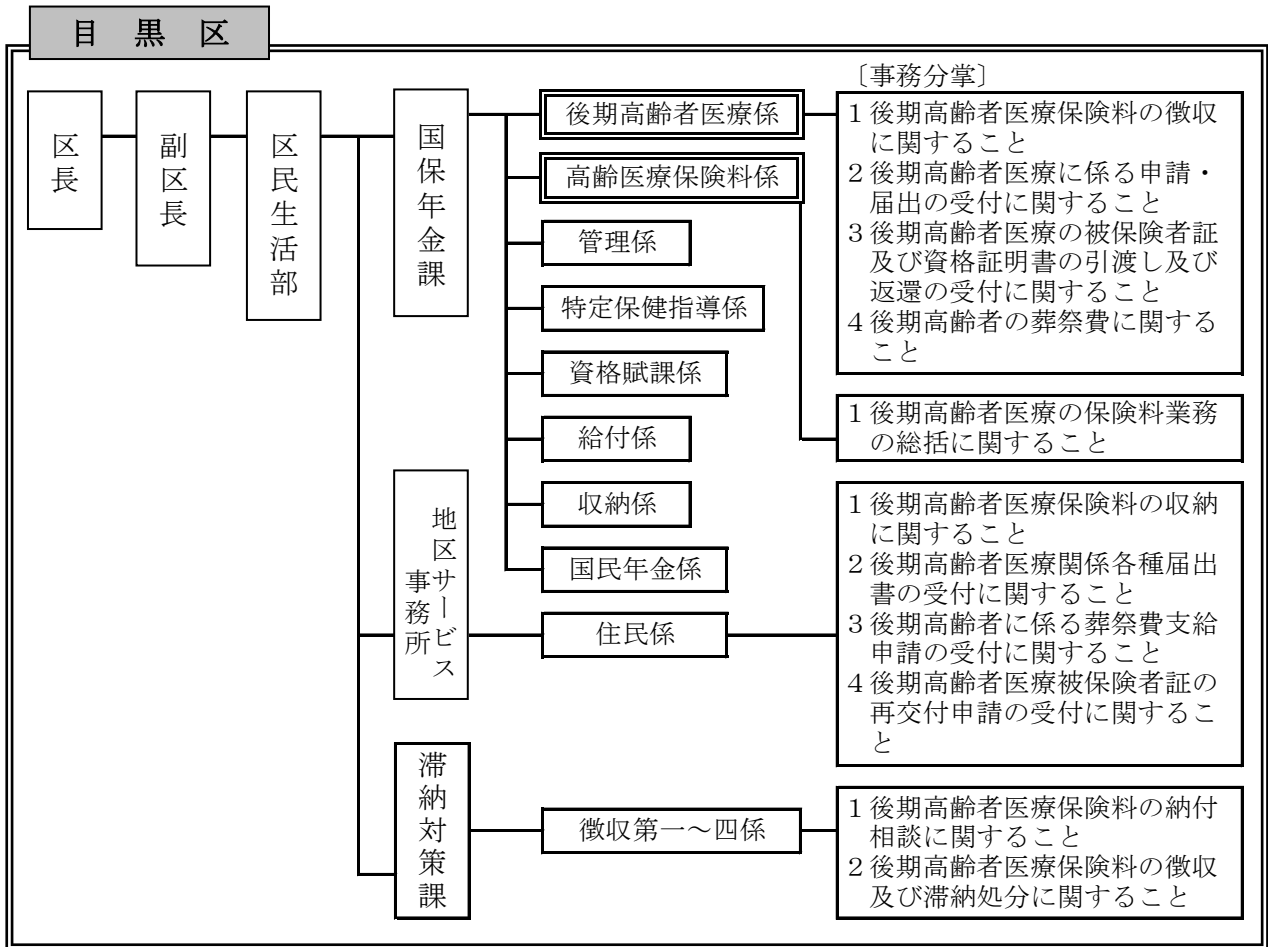 目黒区
区長
副区長
区民生活部
国保年金課
後期高齢者医療係
高齢医療保険料係
管理係
特定保健指導係
資格賦課係
給付係
収納係
国民年金係
地区サービス
事務所
住民係
滞納対策課
徴収第一～四係
〔事務分掌〕
1 後期高齢者医療保険料の徴収
に関すること
2 後期高齢者医療に係る申請・
届出の受付に関すること
3 後期高齢者医療の被保険者証
及び資格証明書の引渡し及び
返還の受付に関すること
4 後期高齢者の葬祭費に関する
こと
1 後期高齢者医療の保険料業務
の総括に関すること
1 後期高齢者医療保険料の収納
に関すること
2 後期高齢者医療関係各種届出
書の受付に関すること
3 後期高齢者に係る葬祭費支給
申請の受付に関すること
4 後期高齢者医療被保険者証の
再交付申請の受付に関するこ
と
1 後期高齢者医療保険料の納付
相談に関すること
2 後期高齢者医療保険料の徴収
及び滞納処分に関すること